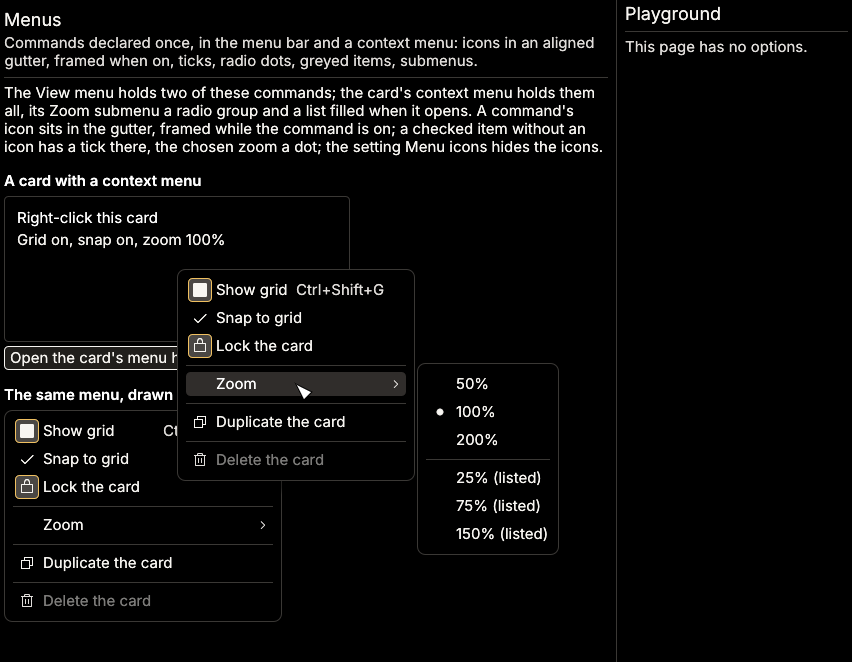 Menus
Commands declared once, in the menu bar and a context menu: icons in an aligned
gutter, framed when on, ticks, radio dots, greyed items, submenus.
The View menu holds two of these commands; the card's context menu holds them
all, its Zoom submenu a radio group and a list filled when it opens. A command's
icon sits in the gutter, framed while the command is on; a checked item without an
icon has a tick there, the chosen zoom a dot; the setting Menu icons hides the icons.
A card with a context menu
Right-click this card
Grid on, snap on, zoom 100%
Open the card's menu
The same menu, drawn
Show grid
Snap to grid
Lock the card
Zoom
Duplicate the card
Delete the card
Show grid Ctrl+Shift+G
Snap to grid
Lock the card
Zoom
Duplicate the card
Delete the card
50%
100%
200%
25% (listed)
75% (listed)
150% (listed)
Playground
This page has no options.